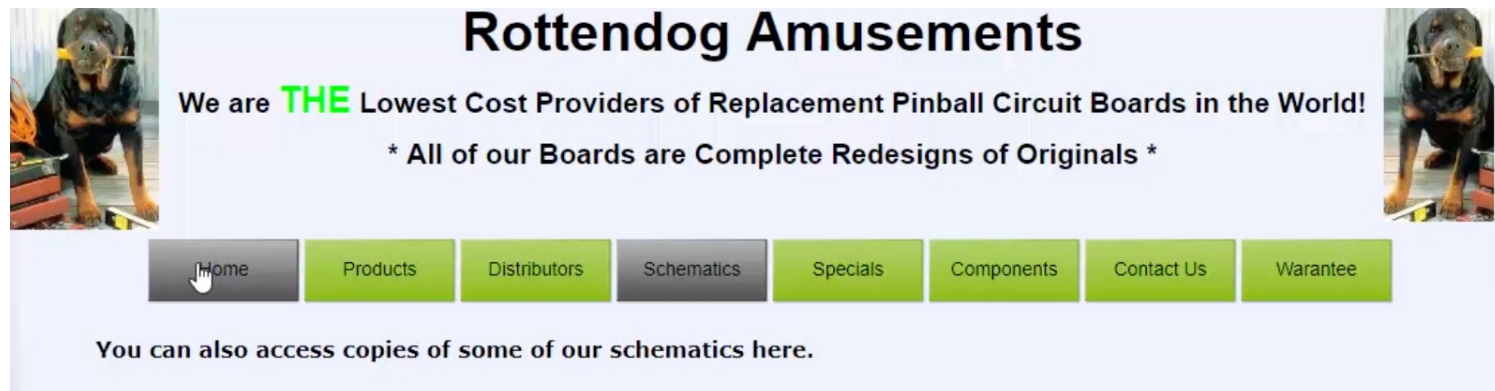 Rottendog Amusements
We are THE Lowest Cost Providers of Replacement Pinball Circuit Boards in the World!
* All of our Boards are Complete Redesigns of Originals *
Home Products Distributors Schematics Specials Components Contact Us Warantee
You can also access copies of some of our schematics here.